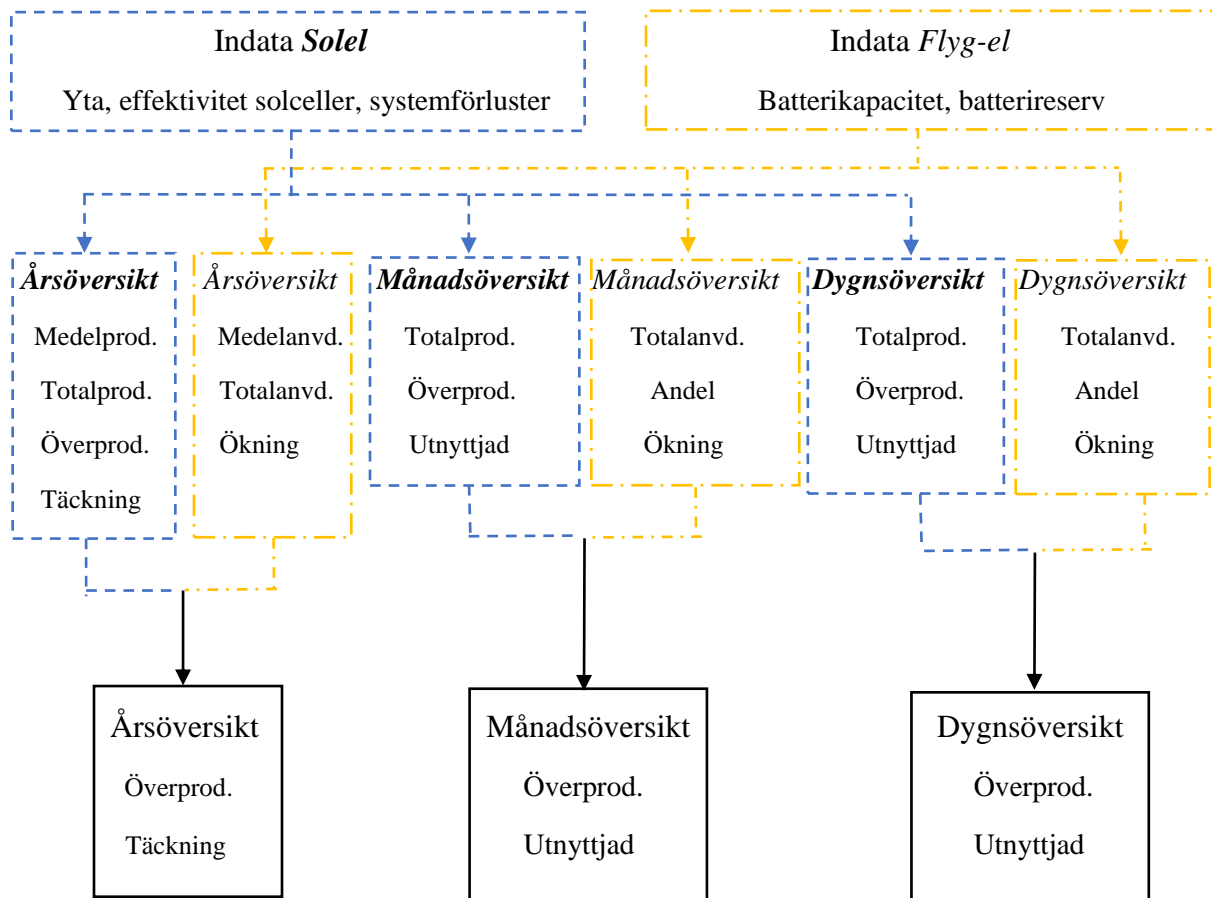 Indata Solel
Yta, effektivitet solceller, systemförluster
Indata Flyg-el
Batterikapacitet, batterireserv
Årsöversikt
Medelprod.
Totalprod.
Överprod.
Täckning
Årsöversikt
Medelanvd.
Totalanvd.
Ökning
Månadsöversikt
Totalprod.
Överprod.
Utnyttjad
Månadsöversikt
Totalanvd.
Andel
Ökning
Dygnsöversikt
Totalprod.
Överprod.
Utnyttjad
Dygnsöversikt
Totalanvd.
Andel
Ökning
Årsöversikt
Överprod.
Täckning
Månadsöversikt
Överprod.
Utnyttjad
Dygnsöversikt
Överprod.
Utnyttjad